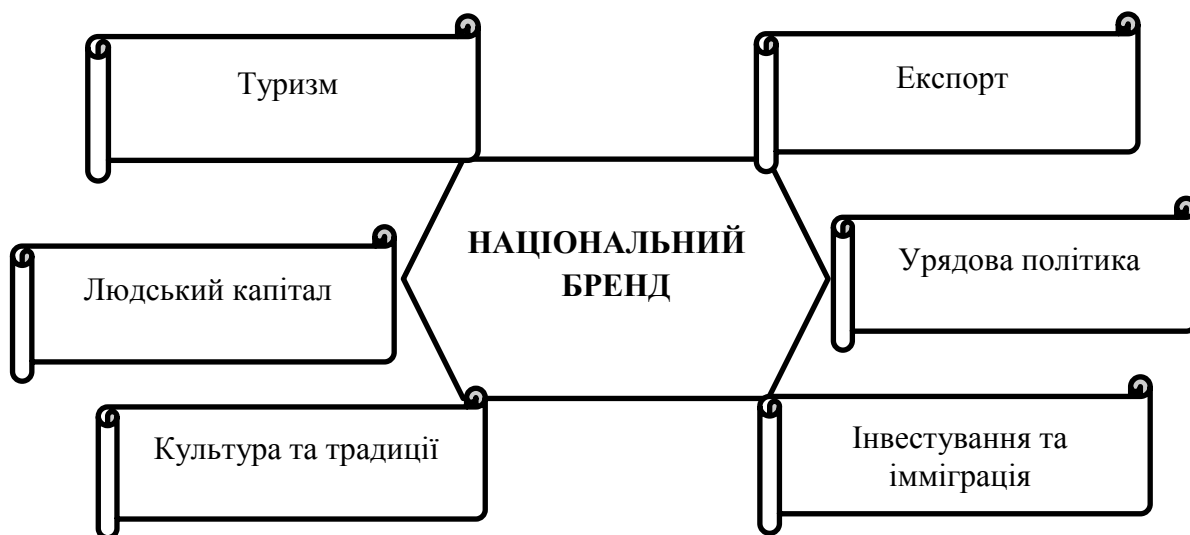 Туризм
Експорт
НАЦІОНАЛЬНИЙ
БРЕНД
Людський капітал
Урядова політика
Культура та традиції
Інвестування та
імміграція